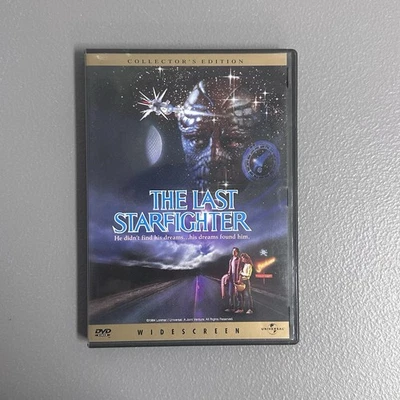 COLLECTOR'S EDITION
THE LAST
STARFIGHTER
He didn't find his dreams...his dreams found him.
DVD
WIDESCREEN
UNIVERSAL